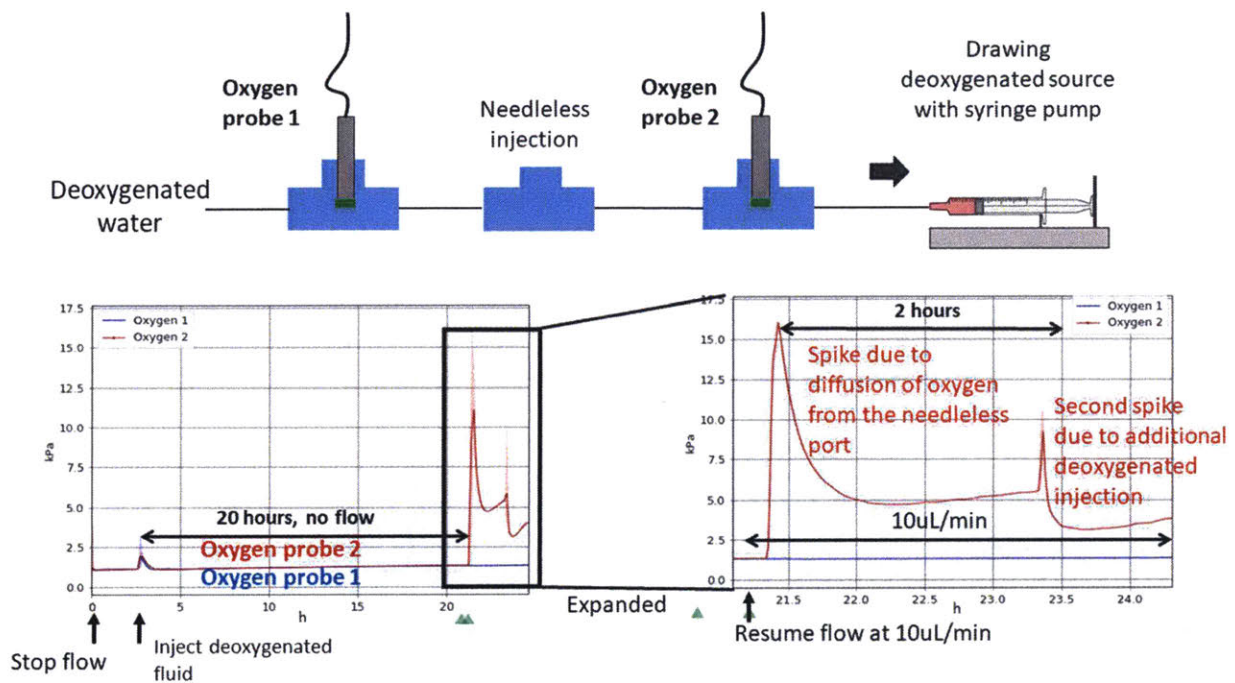 Oxygen
probe 1
Needleless
injection
Oxygen
probe 2
Drawing
deoxygenated source
with syringe pump
Deoxygenated
water
17.5
15.0
12.5
10.0
7.5
5.0
2.5
0.0
kPa
Oxygen 1
Oxygen 2
20 hours, no flow
Oxygen probe 2
Oxygen probe 1
0
5
10
15
20
h
Stop flow
Inject deoxygenated
fluid
Expanded
17.5
15.0
12.5
10.0
7.5
5.0
2.5
0.0
kPa
Oxygen 1
Oxygen 2
2 hours
Spike due to
diffusion of oxygen
from the needleless
port
Second spike
due to additional
deoxygenated
injection
10uL/min
21.5
22.0
22.5
23.0
23.5
24.0
h
Resume flow at 10uL/min